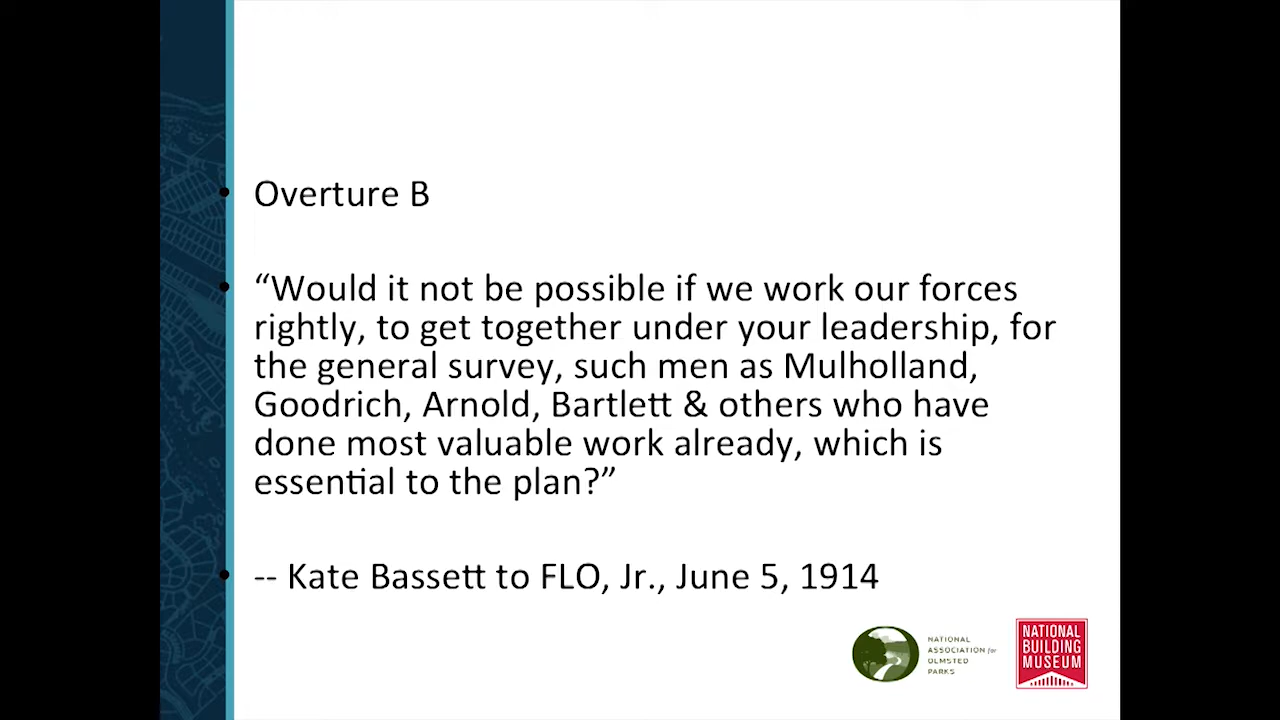 • Overture B
• “Would it not be possible if we work our forces
rightly, to get together under your leadership, for
the general survey, such men as Mulholland,
Goodrich, Arnold, Bartlett & others who have
done most valuable work already, which is
essential to the plan?”
• -- Kate Bassett to FLO, Jr., June 5, 1914
NATIONAL
ASSOCIATION for
OLMSTED
PARKS
NATIONAL
BUILDING
MUSEUM